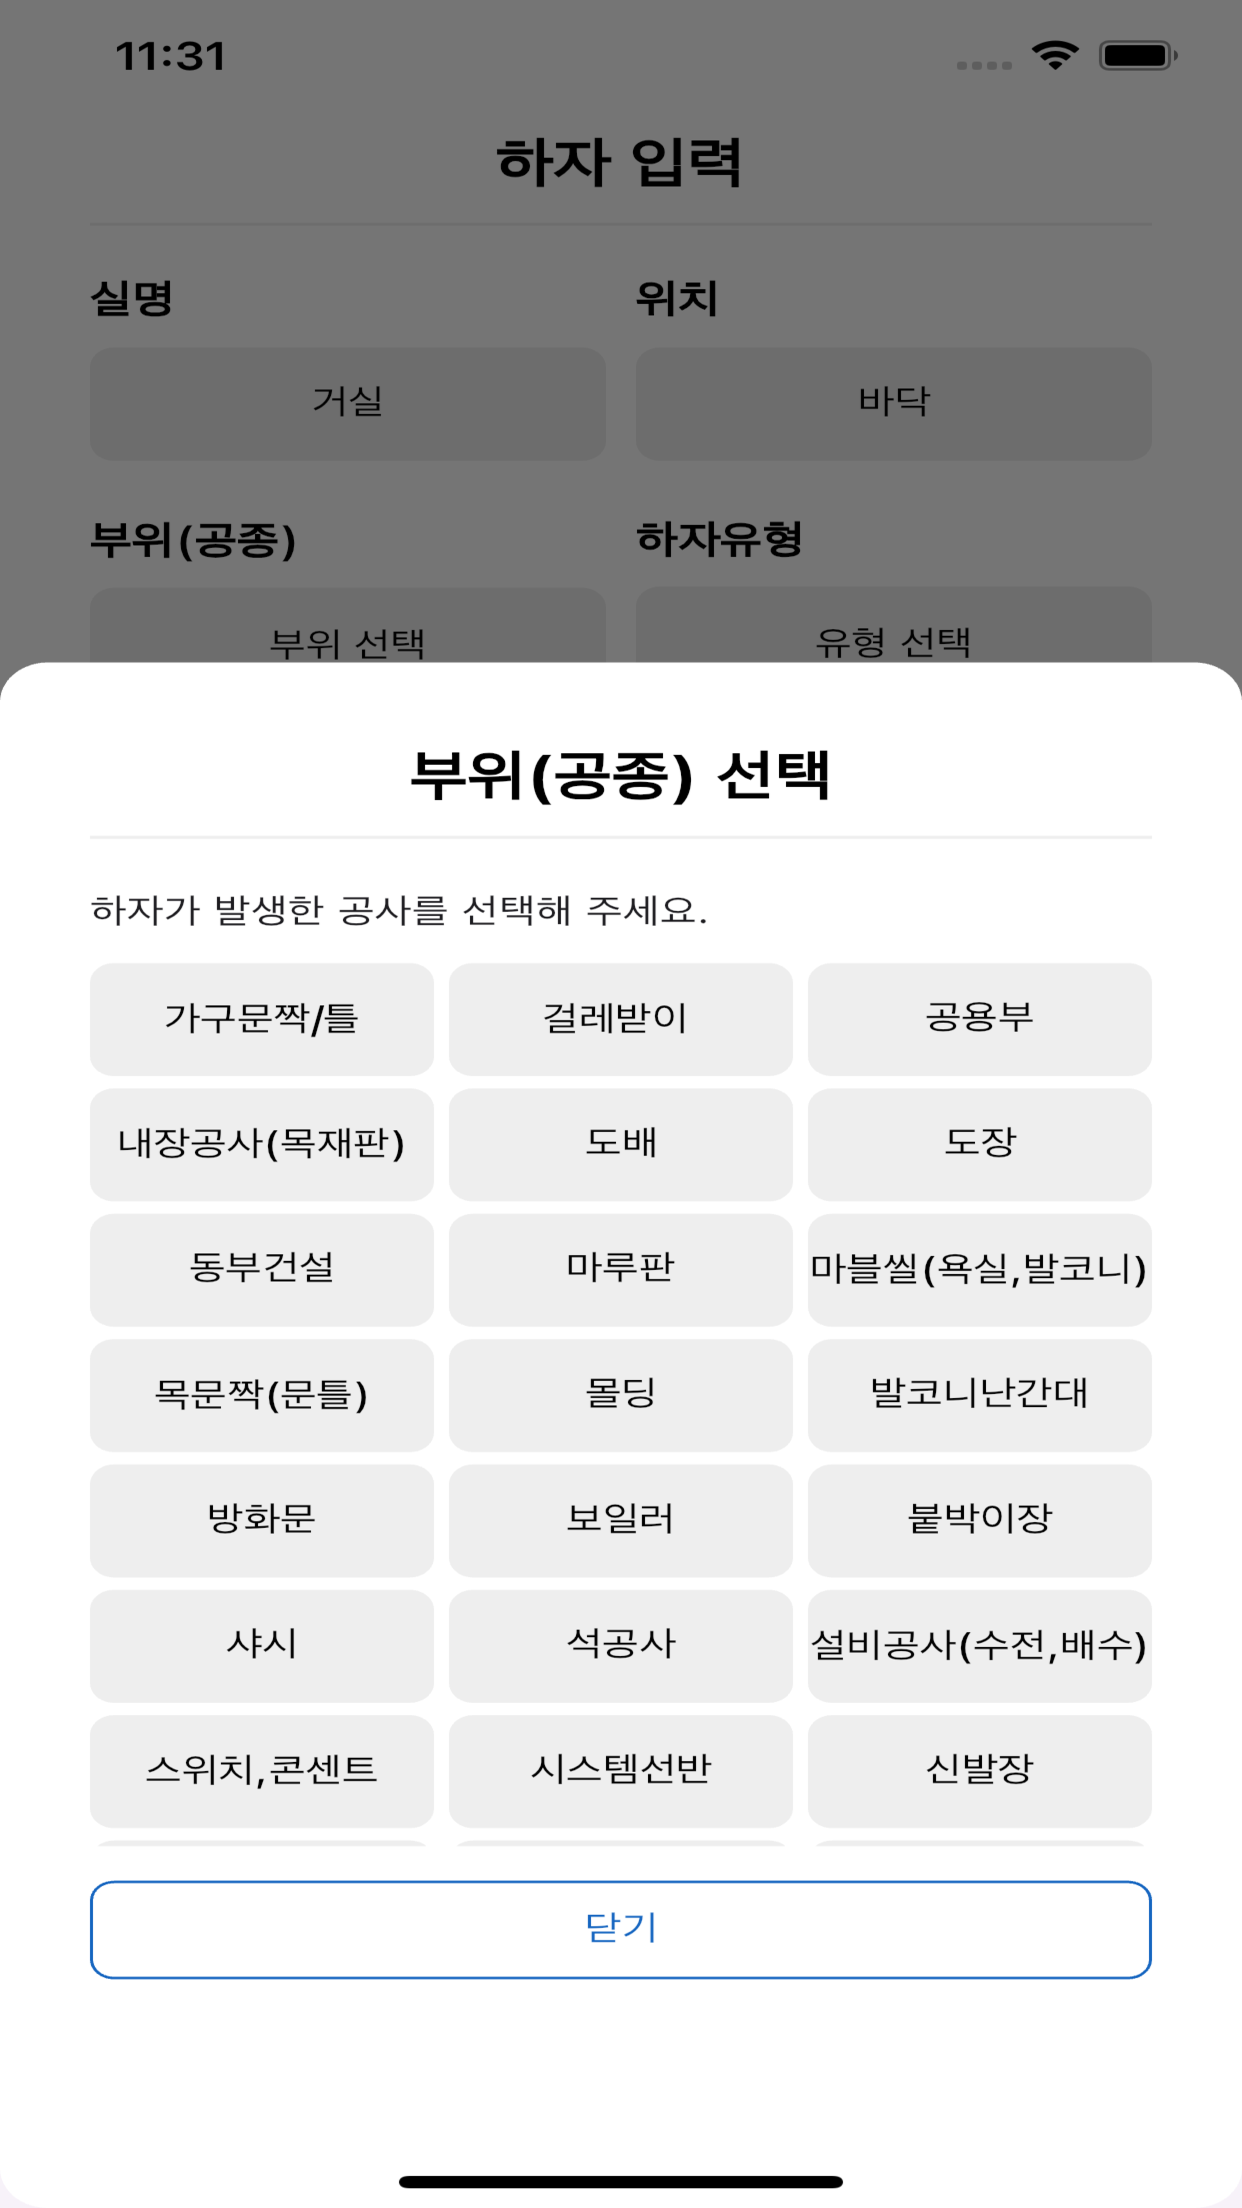 11:31
하자 입력
실명 위치
거실 바닥
부위(공종) 하자유형
부위 선택 유형 선택
부위(공종) 선택
하자가 발생한 공사를 선택해 주세요.
가구문짝/틀 걸레받이 공용부
내장공사(목재판) 도배 도장
동부건설 마루판 마블씰(욕실,발코니)
목문짝(문틀) 몰딩 발코니난간대
방화문 보일러 붙박이장
샤시 석공사 설비공사(수전,배수)
스위치,콘센트 시스템선반 신발장
닫기